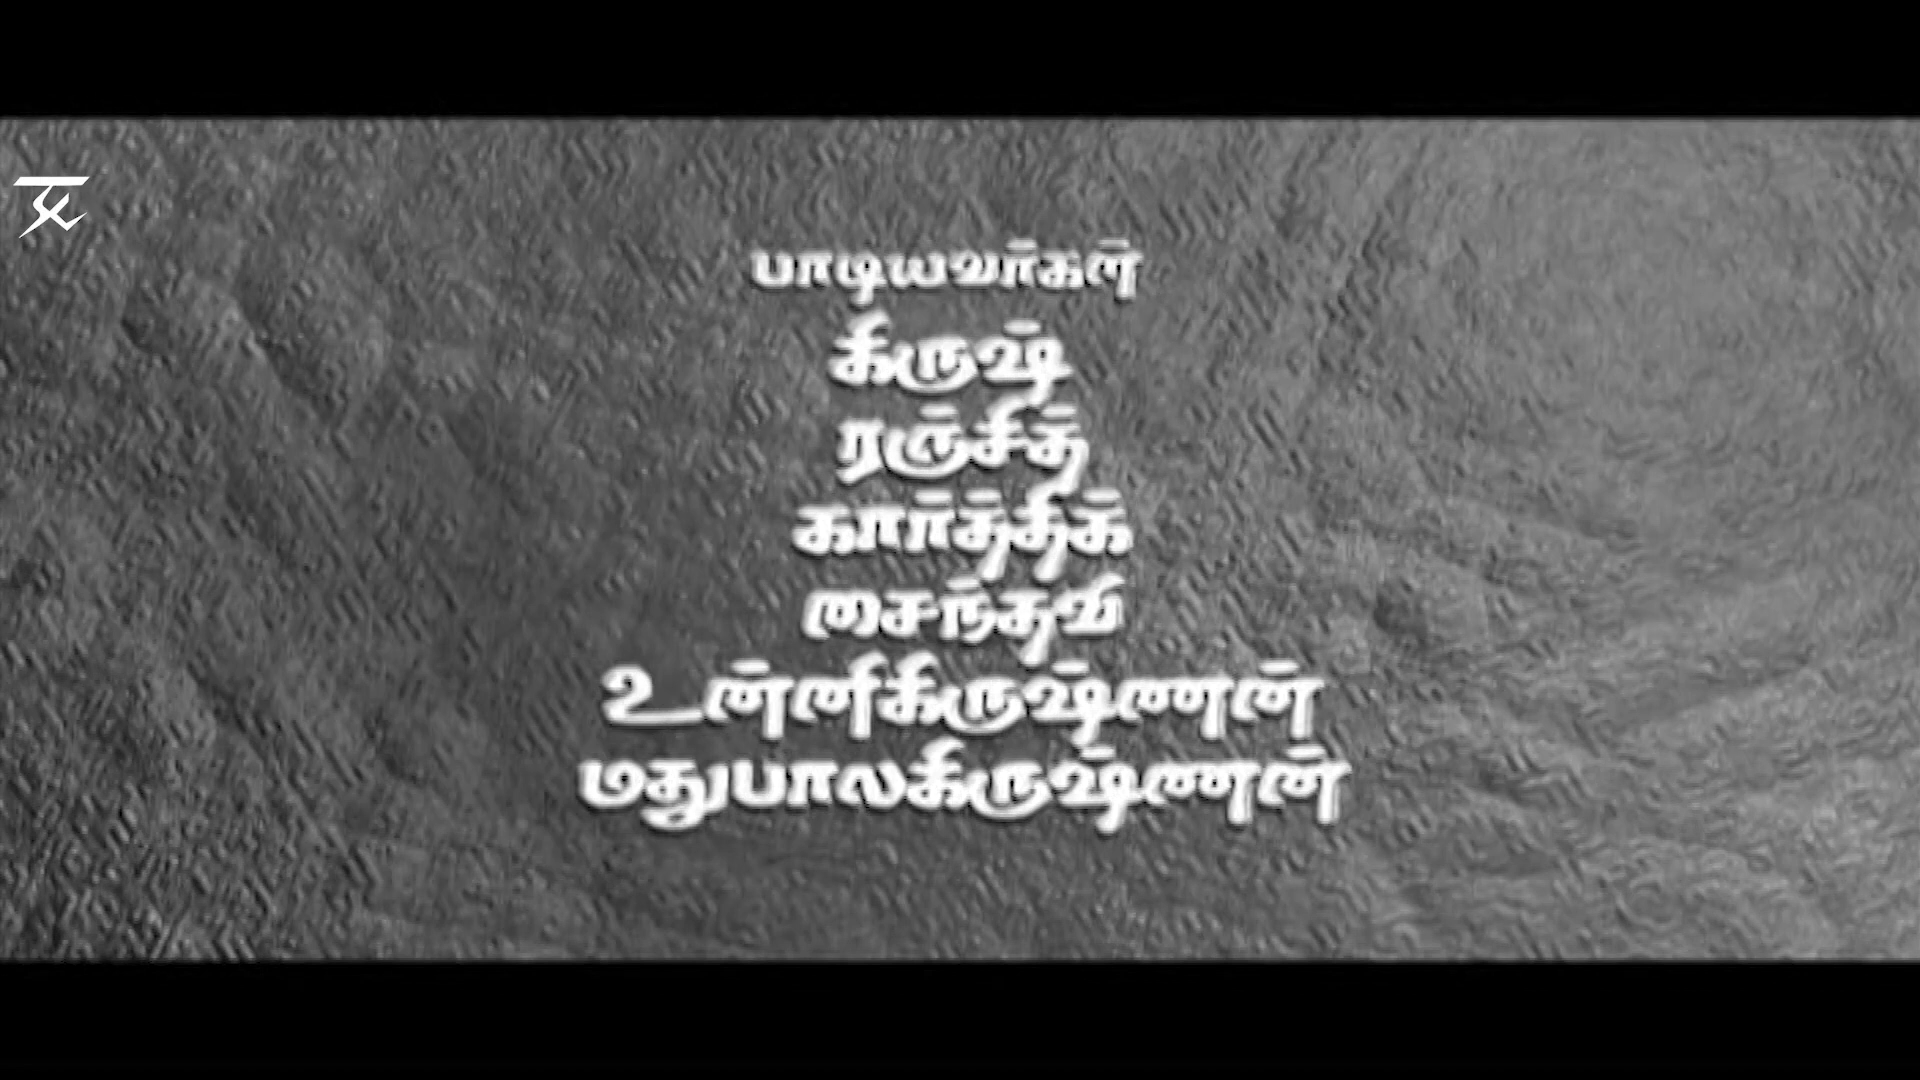 பாடியவர்கள்
கிருஷ்
ரஞ்சித்
கார்த்திக்
சைந்தவி
உன்னிகிருஷ்ணன்
மதுபாலகிருஷ்ணன்